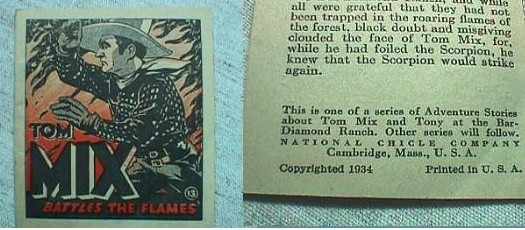 TOM
MIX
13
BATTLES THE FLAMES
all were grateful that they had not
been trapped in the roaring flames of
the forest, black doubt and misgiving
clouded the face of Tom Mix, for,
while he had foiled the Scorpion, he
knew that the Scorpion would strike
again.
This is one of a series of Adventure Stories
about Tom Mix and Tony at the Bar-
Diamond Ranch. Other series will follow.
NATIONAL CHICLE COMPANY
Cambridge, Mass., U. S. A.
Copyrighted 1934 Printed in U. S. A.